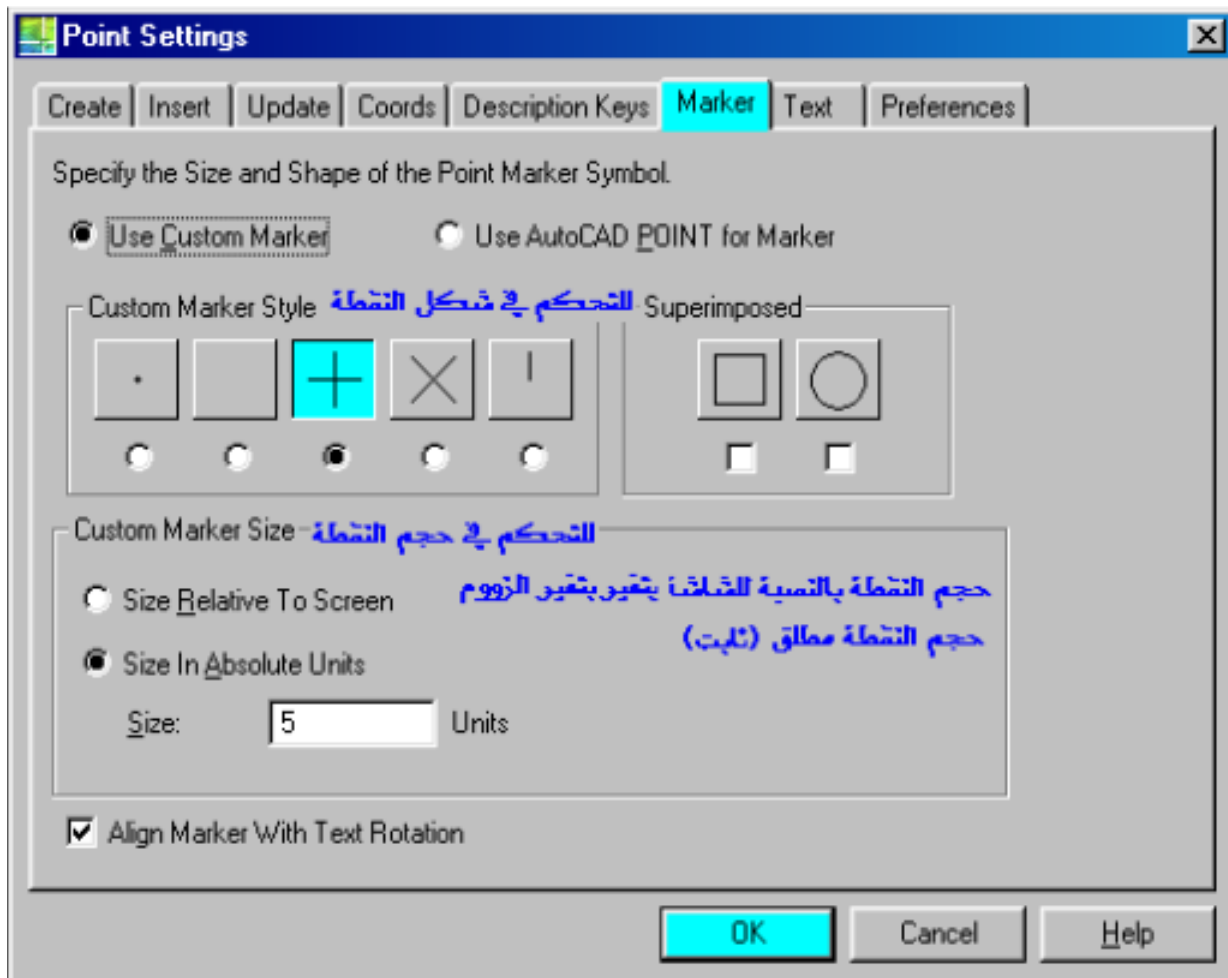 Point Settings
Create Insert Update Coords Description Keys Marker Text Preferences
Specify the Size and Shape of the Point Marker Symbol.
Use Custom Marker Use AutoCAD POINT for Marker
Custom Marker Style للتحكم في شكل النقطة Superimposed
Custom Marker Size للتحكم في حجم النقطة
Size Relative To Screen حجم النقطة بالنسبة للشاشة يتغير بتغير الزووم
حجم النقطة مطلق (ثابت)
Size In Absolute Units
Size: 5 Units
Align Marker With Text Rotation
OK Cancel Help